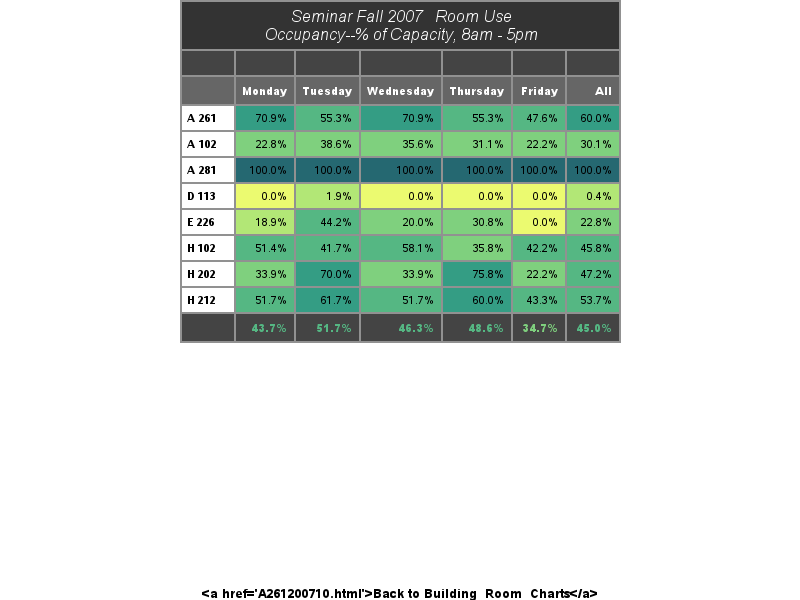 Seminar Fall 2007   Room Use
Occupancy--% of Capacity, 8am - 5pm
Monday Tuesday Wednesday Thursday Friday All
A 261 70.9% 55.3% 70.9% 55.3% 47.6% 60.0%
A 102 22.8% 38.6% 35.6% 31.1% 22.2% 30.1%
A 281 100.0% 100.0% 100.0% 100.0% 100.0% 100.0%
D 113 0.0% 1.9% 0.0% 0.0% 0.0% 0.4%
E 226 18.9% 44.2% 20.0% 30.8% 0.0% 22.8%
H 102 51.4% 41.7% 58.1% 35.8% 42.2% 45.8%
H 202 33.9% 70.0% 33.9% 75.8% 22.2% 47.2%
H 212 51.7% 61.7% 51.7% 60.0% 43.3% 53.7%
43.7% 51.7% 46.3% 48.6% 34.7% 45.0%
<a href='A261200710.html'>Back to Building  Room  Charts</a>